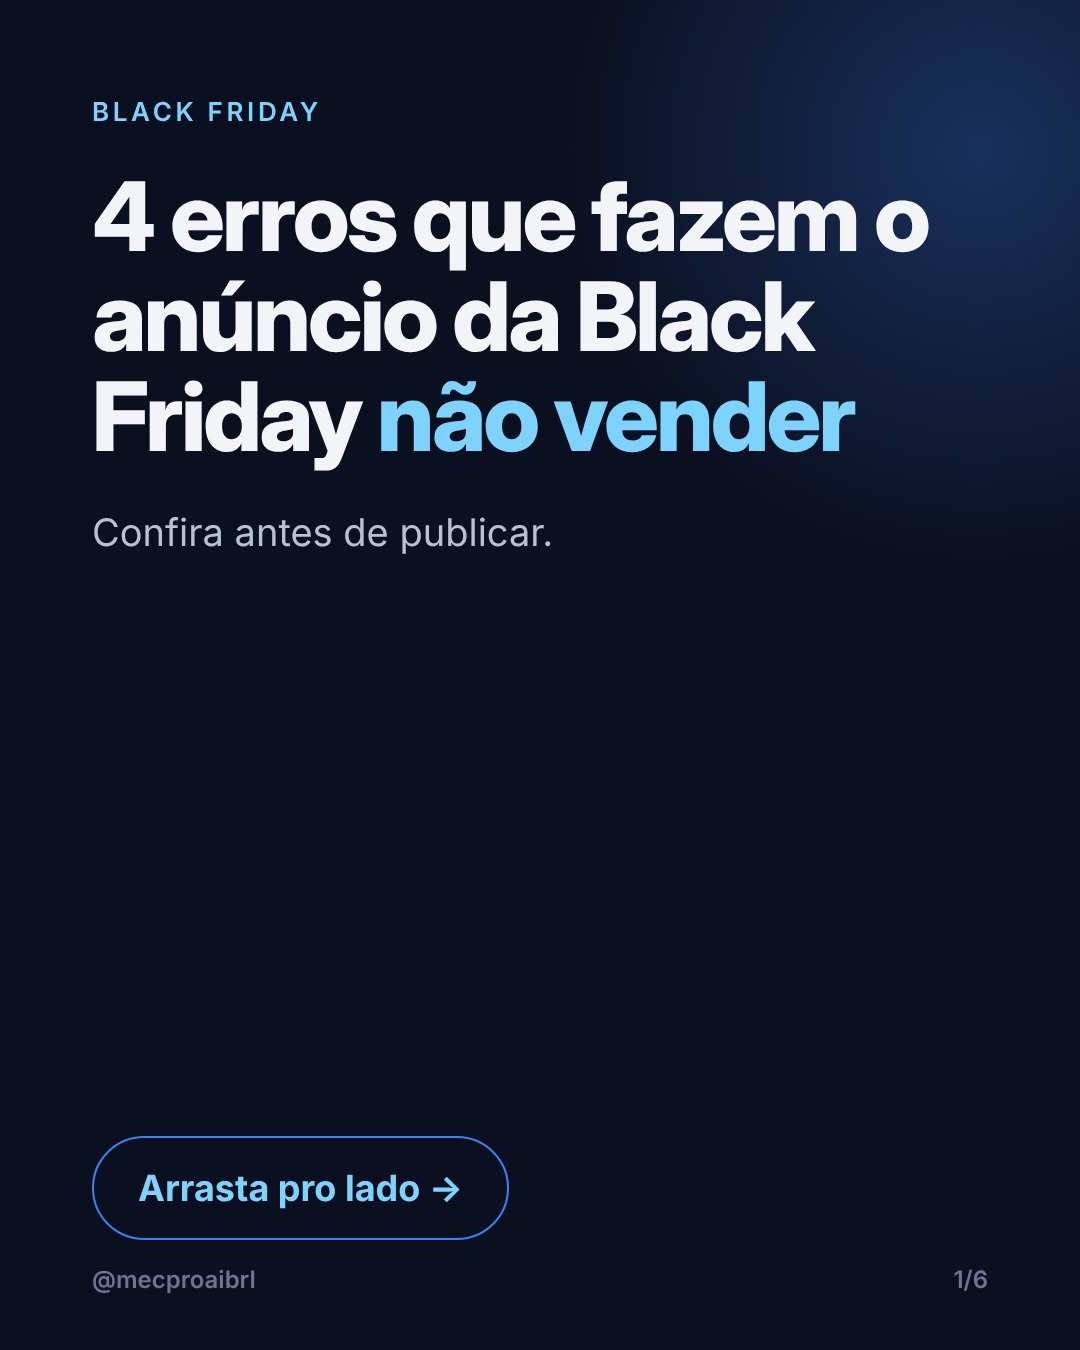 BLACK FRIDAY
4 erros que fazem o
anúncio da Black
Friday não vender
Confira antes de publicar.
Arrasta pro lado →
@mecproaibrl
1/6